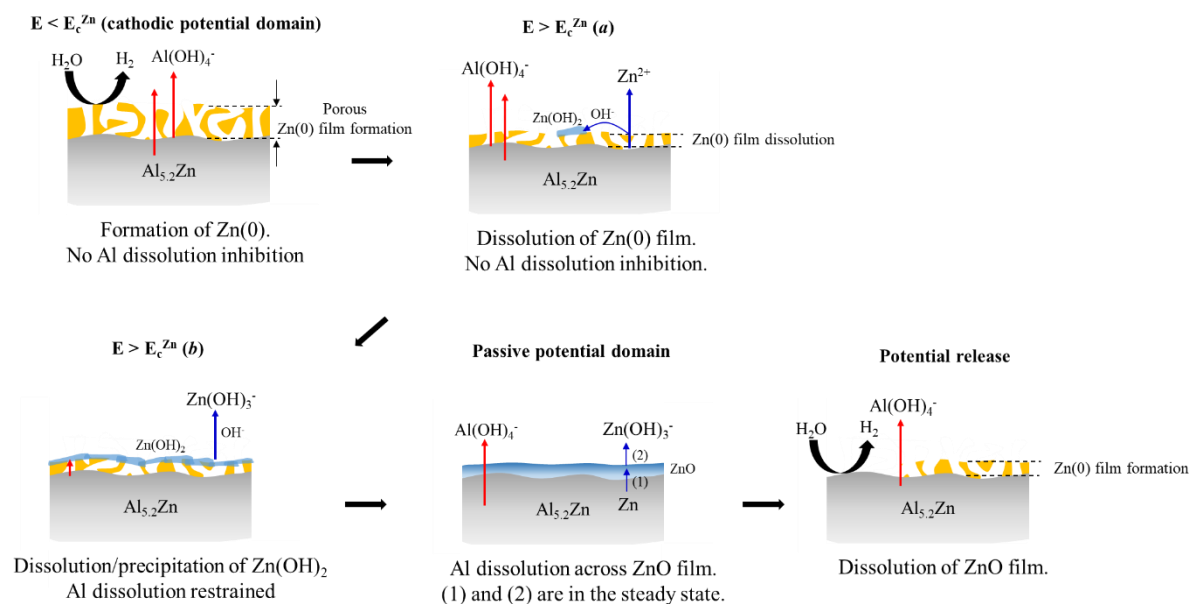 E < E_c^Zn (cathodic potential domain)
H₂O
H₂
Al(OH)₄⁻
Porous
Zn(0) film formation
Al₅.₂Zn
Formation of Zn(0).
No Al dissolution inhibition
E > E_c^Zn (a)
Al(OH)₄⁻
Zn²⁺
Zn(OH)₂
OH⁻
Zn(0) film dissolution
Al₅.₂Zn
Dissolution of Zn(0) film.
No Al dissolution inhibition.
E > E_c^Zn (b)
Zn(OH)₃⁻
OH⁻
Zn(OH)₂
Al₅.₂Zn
Dissolution/precipitation of Zn(OH)₂
Al dissolution restrained
Passive potential domain
Al(OH)₄⁻
Zn(OH)₃⁻
(2)
ZnO
(1)
Al₅.₂Zn
Zn
Al dissolution across ZnO film.
(1) and (2) are in the steady state.
Potential release
Al(OH)₄⁻
H₂O
H₂
Zn(0) film formation
Al₅.₂Zn
Dissolution of ZnO film.